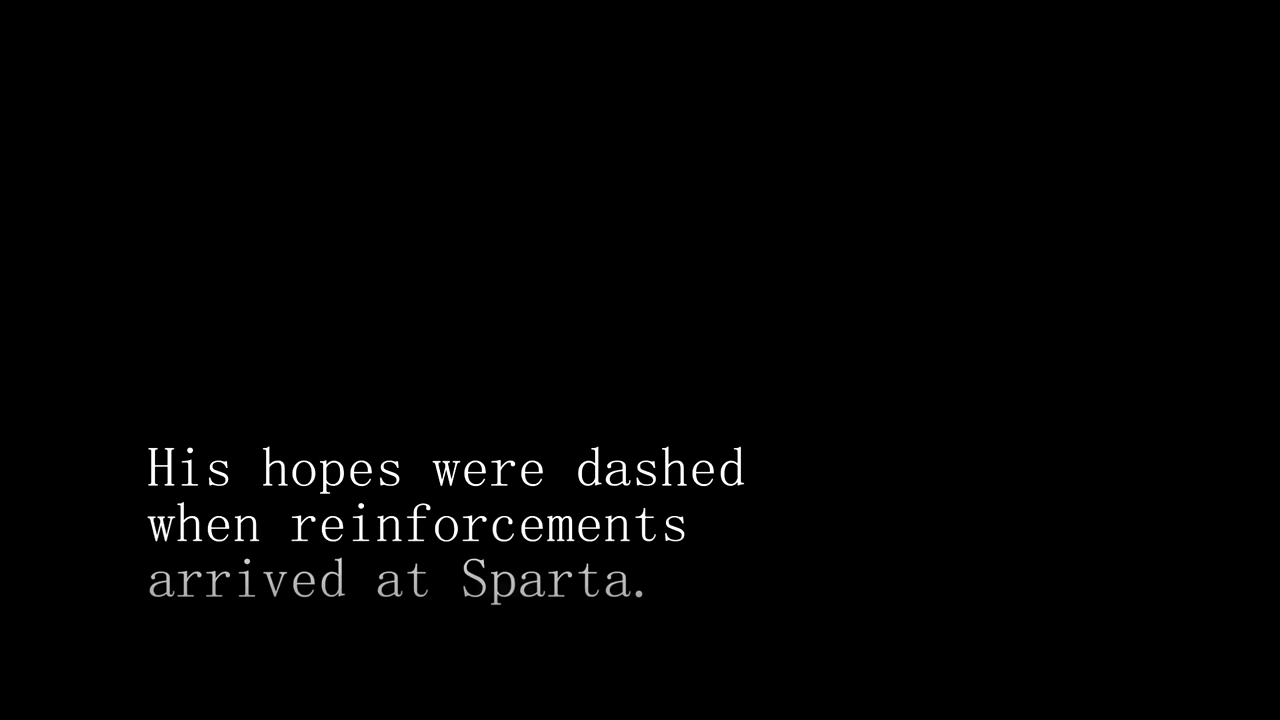 His hopes were dashed
when reinforcements
arrived at Sparta.